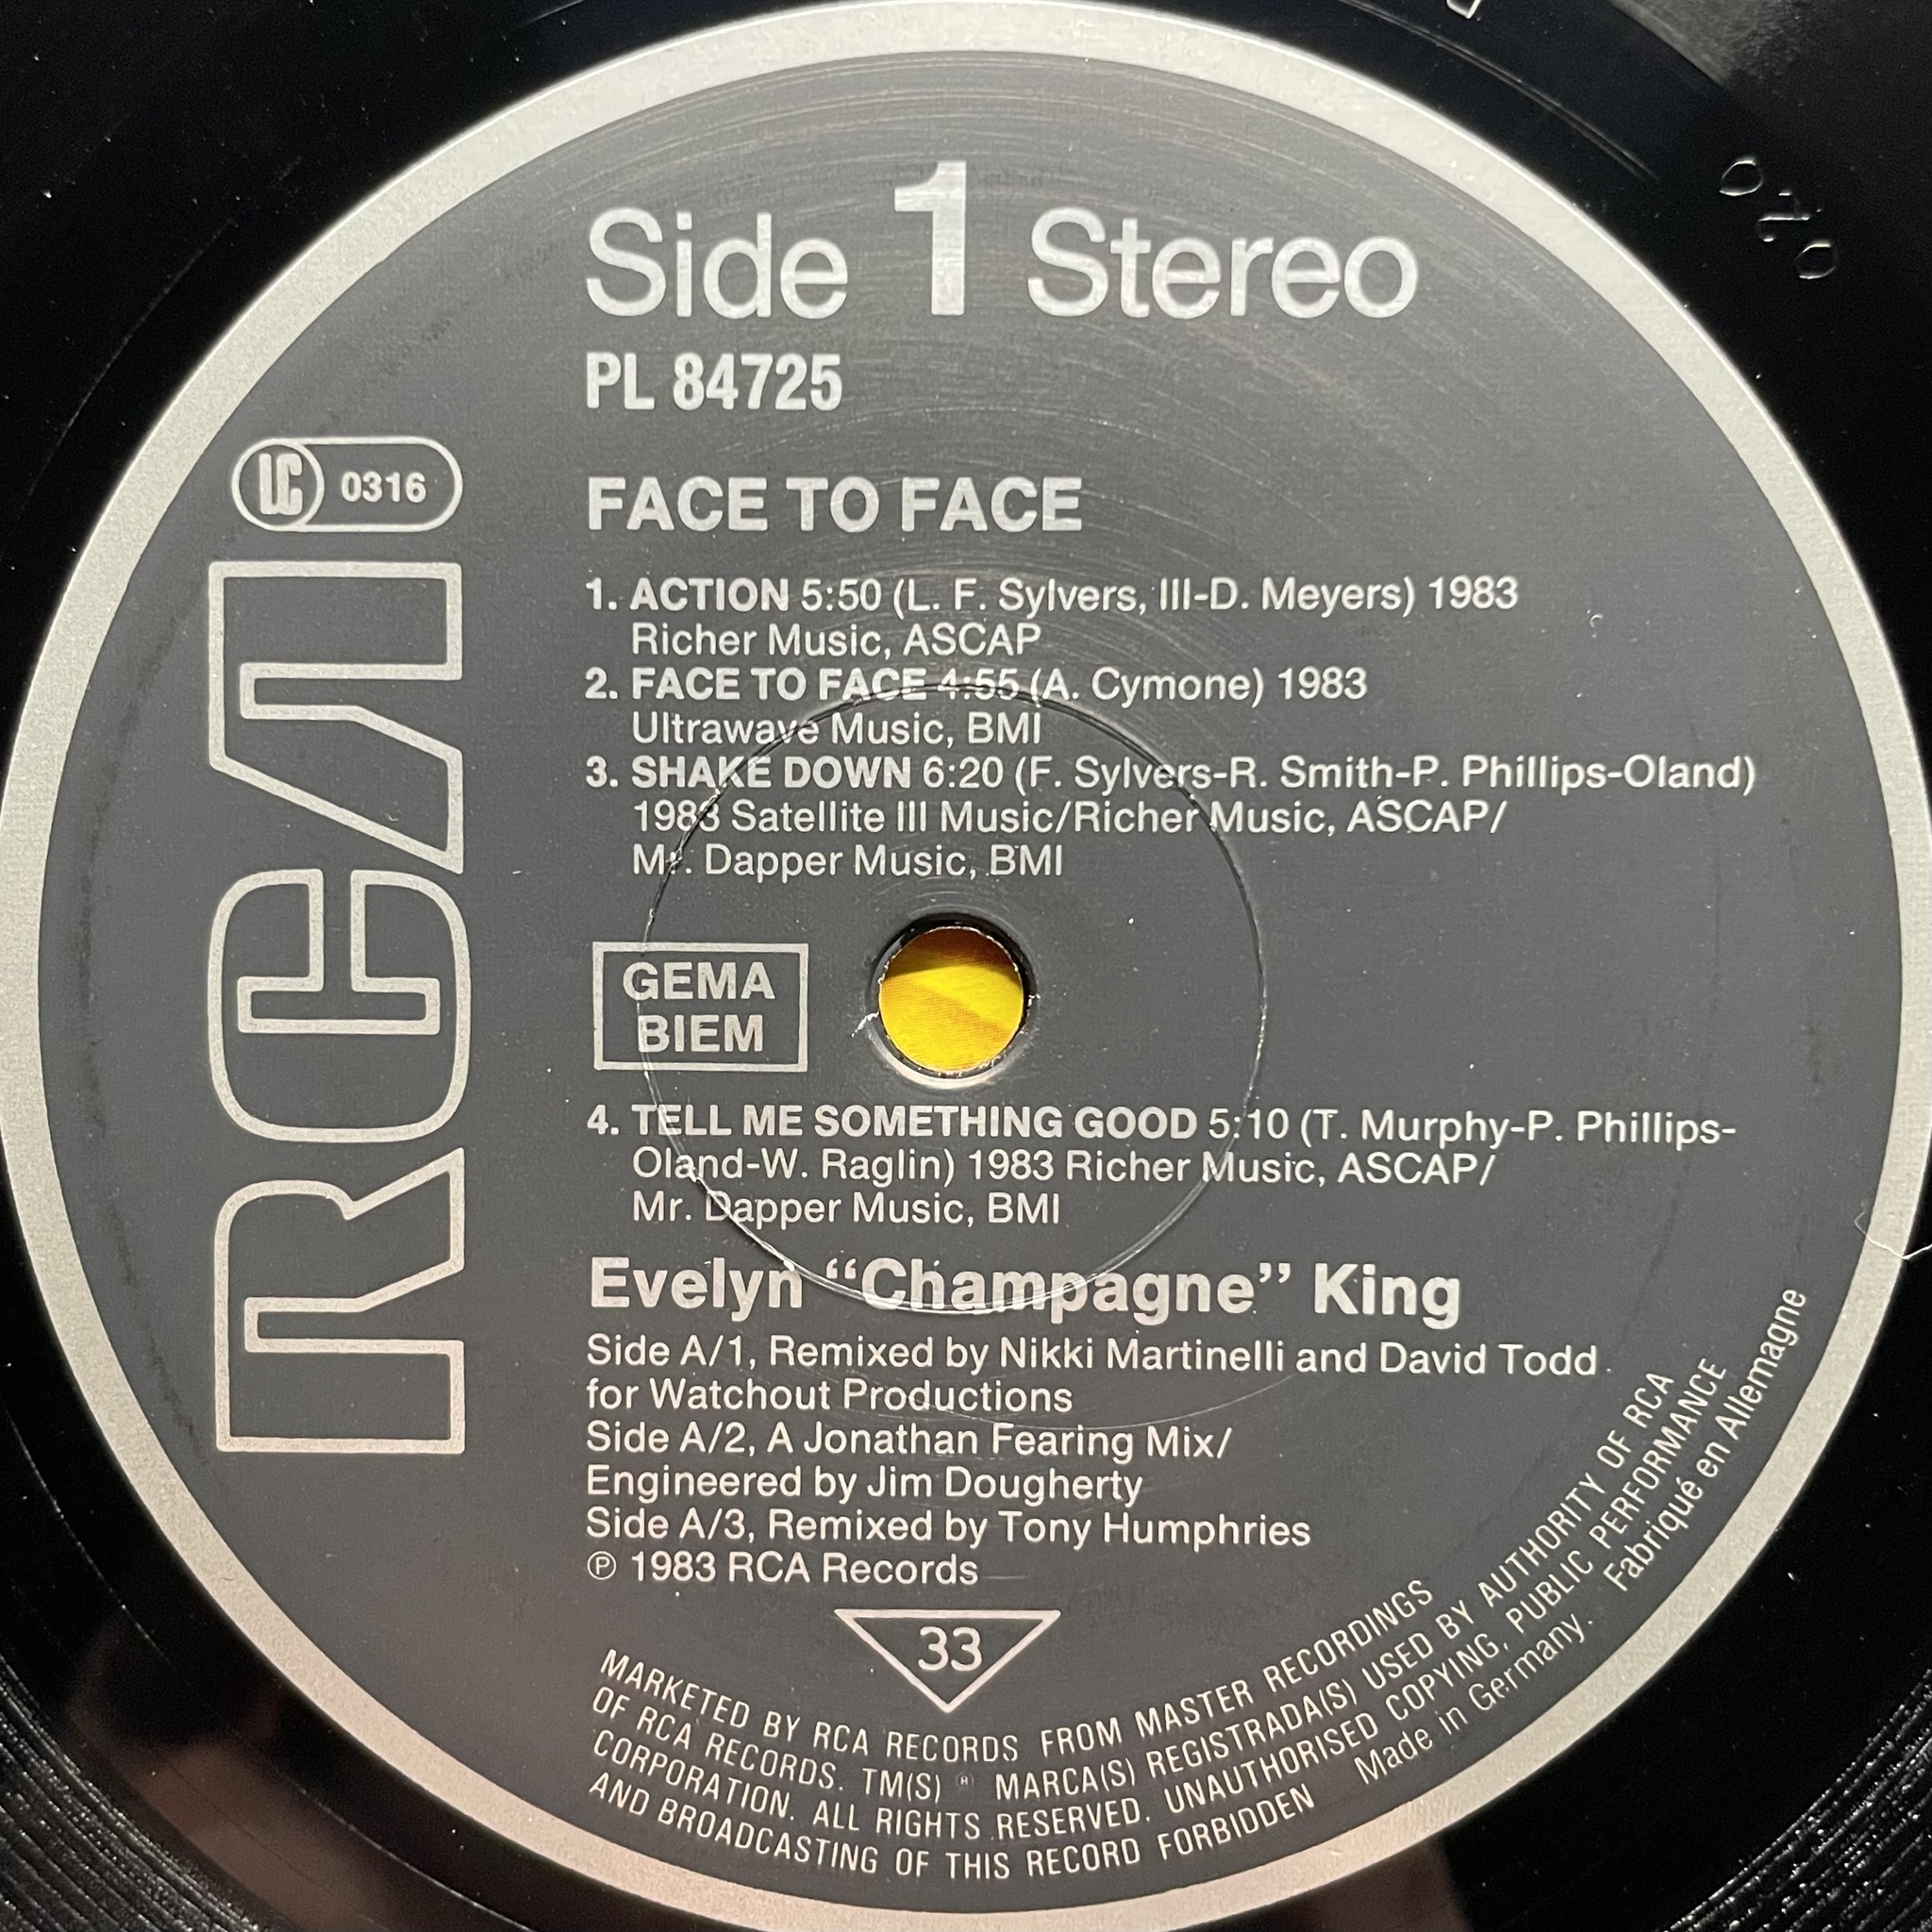 Side 1 Stereo
PL 84725
LC 0316
RCA
FACE TO FACE
1. ACTION 5:50 (L. F. Sylvers, III-D. Meyers) 1983
Richer Music, ASCAP
2. FACE TO FACE 4:55 (A. Cymone) 1983
Ultrawave Music, BMI
3. SHAKE DOWN 6:20 (F. Sylvers-R. Smith-P. Phillips-Oland)
1983 Satellite III Music/Richer Music, ASCAP/
Mr. Dapper Music, BMI
GEMA
BIEM
4. TELL ME SOMETHING GOOD 5:10 (T. Murphy-P. Phillips-
Oland-W. Raglin) 1983 Richer Music, ASCAP/
Mr. Dapper Music, BMI
Evelyn “Champagne” King
Side A/1, Remixed by Nikki Martinelli and David Todd
for Watchout Productions
Side A/2, A Jonathan Fearing Mix/
Engineered by Jim Dougherty
Side A/3, Remixed by Tony Humphries
℗ 1983 RCA Records
33
MARKETED BY RCA RECORDS FROM MASTER RECORDINGS
OF RCA RECORDS. TM(S) ® MARCA(S) REGISTRADA(S) USED BY AUTHORITY OF RCA
CORPORATION. ALL RIGHTS RESERVED. UNAUTHORISED COPYING, PUBLIC PERFORMANCE
AND BROADCASTING OF THIS RECORD FORBIDDEN Made in Germany. Fabriqué en Allemagne